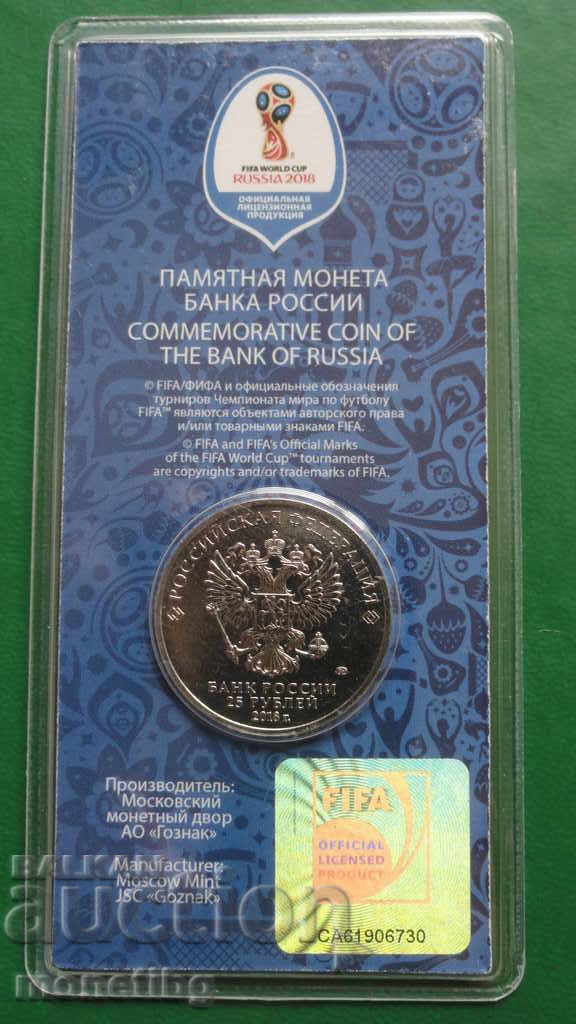 FIFA WORLD CUP
RUSSIA 2018
ОФИЦИАЛЬНАЯ
ЛИЦЕНЗИОННАЯ
ПРОДУКЦИЯ
ПАМЯТНАЯ МОНЕТА
БАНКА РОССИИ
COMMEMORATIVE COIN OF
THE BANK OF RUSSIA
© FIFA/ФИФА и официальные обозначения
турниров Чемпионата мира по футболу
FIFA™ являются объектами авторского права
и/или товарными знаками FIFA.
© FIFA and FIFA's Official Marks
of the FIFA World Cup™ tournaments
are copyrights and/or trademarks of FIFA.
РОССИЙСКАЯ ФЕДЕРАЦИЯ
БАНК РОССИИ
25 РУБЛЕЙ
2018 г.
Производитель:
Московский
монетный двор
АО «Гознак»
Manufacturer:
Moscow Mint
JSC «Goznak»
FIFA
OFFICIAL
LICENSED
PRODUCT
CA61906730
BALKAN
auction
monetibg